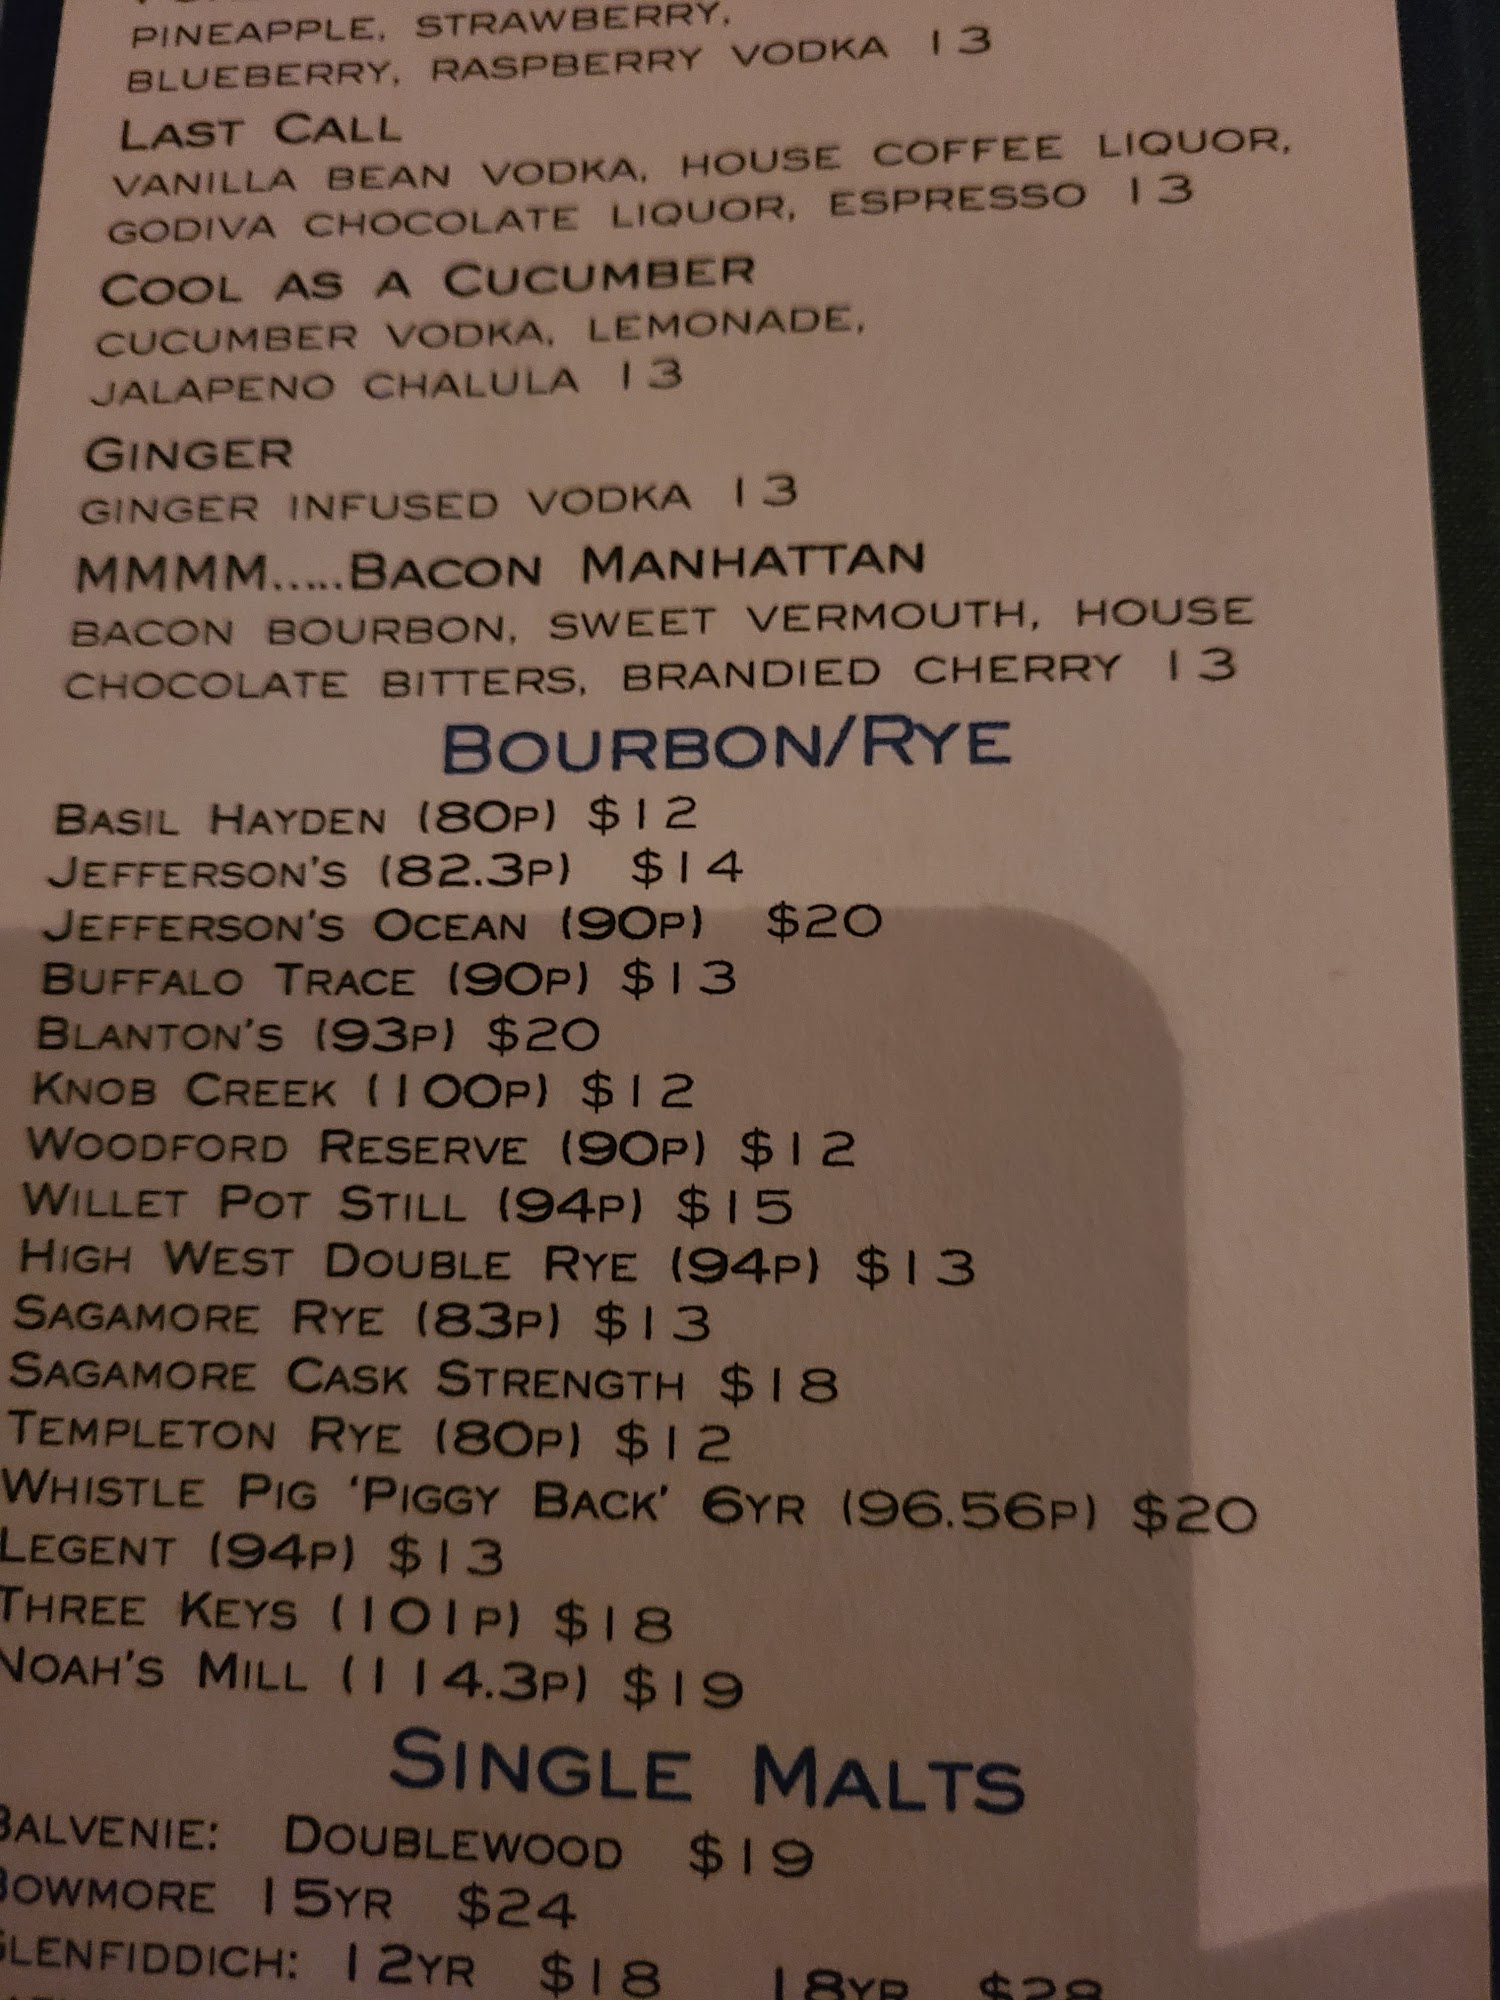 PINEAPPLE, STRAWBERRY,
BLUEBERRY, RASPBERRY VODKA 13
LAST CALL
VANILLA BEAN VODKA, HOUSE COFFEE LIQUOR,
GODIVA CHOCOLATE LIQUOR, ESPRESSO 13
COOL AS A CUCUMBER
CUCUMBER VODKA, LEMONADE,
JALAPENO CHALULA 13
GINGER
GINGER INFUSED VODKA 13
MMMM.....BACON MANHATTAN
BACON BOURBON, SWEET VERMOUTH, HOUSE
CHOCOLATE BITTERS, BRANDIED CHERRY 13
BOURBON/RYE
BASIL HAYDEN (80P) $12
JEFFERSON'S (82.3P) $14
JEFFERSON'S OCEAN (90P) $20
BUFFALO TRACE (90P) $13
BLANTON'S (93P) $20
KNOB CREEK (100P) $12
WOODFORD RESERVE (90P) $12
WILLET POT STILL (94P) $15
HIGH WEST DOUBLE RYE (94P) $13
SAGAMORE RYE (83P) $13
SAGAMORE CASK STRENGTH $18
TEMPLETON RYE (80P) $12
WHISTLE PIG 'PIGGY BACK' 6YR (96.56P) $20
LEGENT (94P) $13
THREE KEYS (101P) $18
NOAH'S MILL (114.3P) $19
SINGLE MALTS
BALVENIE: DOUBLEWOOD $19
BOWMORE 15YR $24
GLENFIDDICH: 12YR $18 18YR